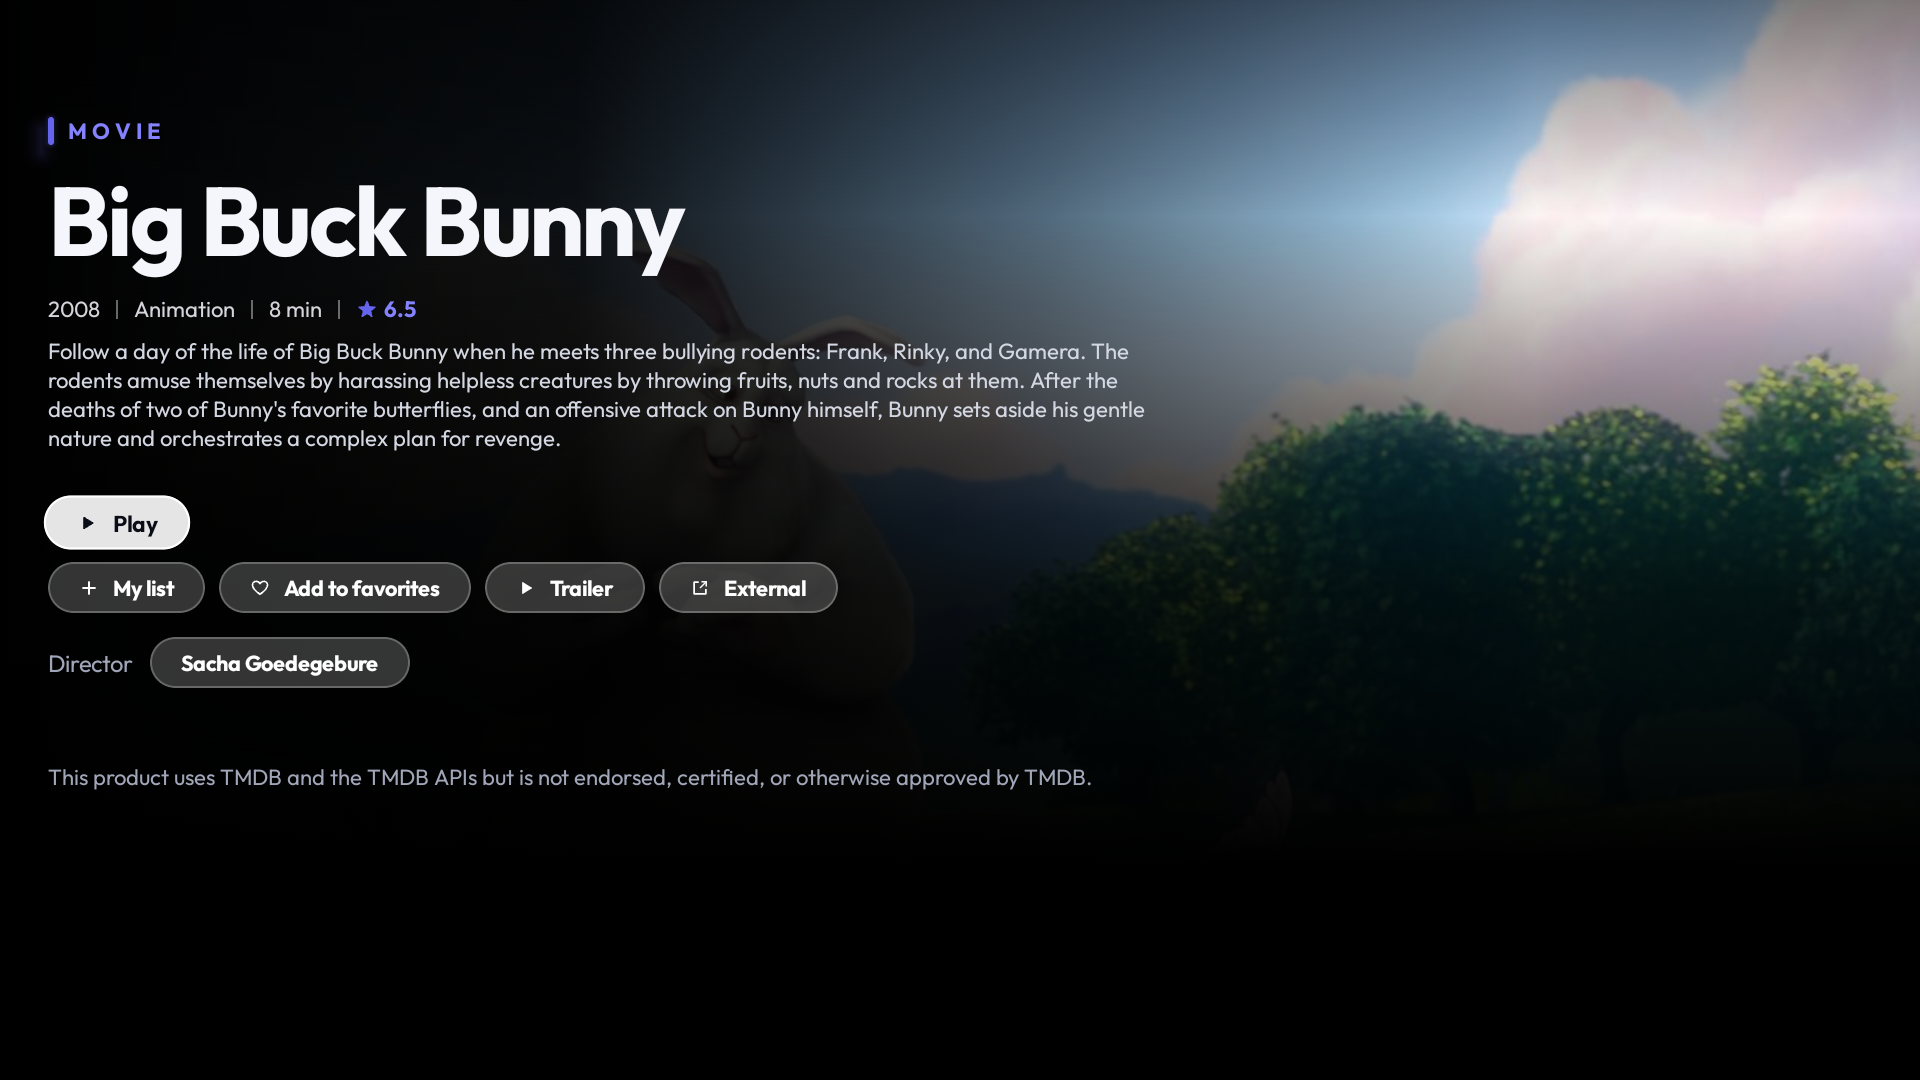 MOVIE
Big Buck Bunny
2008 | Animation | 8 min | ★ 6.5
Follow a day of the life of Big Buck Bunny when he meets three bullying rodents: Frank, Rinky, and Gamera. The
rodents amuse themselves by harassing helpless creatures by throwing fruits, nuts and rocks at them. After the
deaths of two of Bunny's favorite butterflies, and an offensive attack on Bunny himself, Bunny sets aside his gentle
nature and orchestrates a complex plan for revenge.
Play
My list
Add to favorites
Trailer
External
Director Sacha Goedegebure
This product uses TMDB and the TMDB APIs but is not endorsed, certified, or otherwise approved by TMDB.